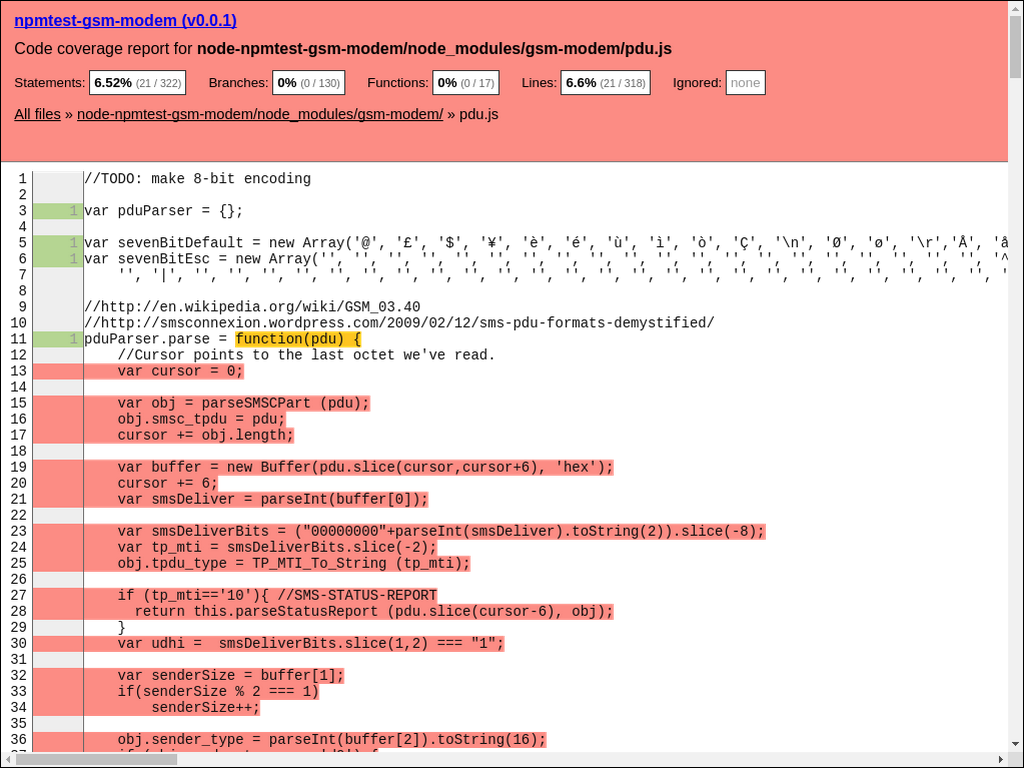 npmtest-gsm-modem (v0.0.1)
Code coverage report for node-npmtest-gsm-modem/node_modules/gsm-modem/pdu.js
Statements: 6.52% (21 / 322) Branches: 0% (0 / 130) Functions: 0% (0 / 17) Lines: 6.6% (21 / 318) Ignored: none
All files » node-npmtest-gsm-modem/node_modules/gsm-modem/ » pdu.js
1 //TODO: make 8-bit encoding
2
3 1 var pduParser = {};
4
5 1 var sevenBitDefault = new Array('@', '£', '$', '¥', 'è', 'é', 'ù', 'ì', 'ò', 'Ç', '\n', 'Ø', 'ø', '\r','Å', 'å
6 1 var sevenBitEsc = new Array('', '', '', '', '', '', '', '', '', '', '', '', '', '', '', '', '', '', '', '', '^
7 '', '|', '', '', '', '', '', '', '', '', '', '', '', '', '', '', '', '', '', '', '', '', '', '', '', '',
8
9 //http://en.wikipedia.org/wiki/GSM_03.40
10 //http://smsconnexion.wordpress.com/2009/02/12/sms-pdu-formats-demystified/
11 1 pduParser.parse = function(pdu) {
12 //Cursor points to the last octet we've read.
13 var cursor = 0;
14
15 var obj = parseSMSCPart (pdu);
16 obj.smsc_tpdu = pdu;
17 cursor += obj.length;
18
19 var buffer = new Buffer(pdu.slice(cursor,cursor+6), 'hex');
20 cursor += 6;
21 var smsDeliver = parseInt(buffer[0]);
22
23 var smsDeliverBits = ("00000000"+parseInt(smsDeliver).toString(2)).slice(-8);
24 var tp_mti = smsDeliverBits.slice(-2);
25 obj.tpdu_type = TP_MTI_To_String (tp_mti);
26
27 if (tp_mti=='10'){ //SMS-STATUS-REPORT
28 return this.parseStatusReport (pdu.slice(cursor-6), obj);
29 }
30 var udhi =  smsDeliverBits.slice(1,2) === "1";
31
32 var senderSize = buffer[1];
33 if(senderSize % 2 === 1)
34 senderSize++;
35
36 obj.sender_type = parseInt(buffer[2]).toString(16);